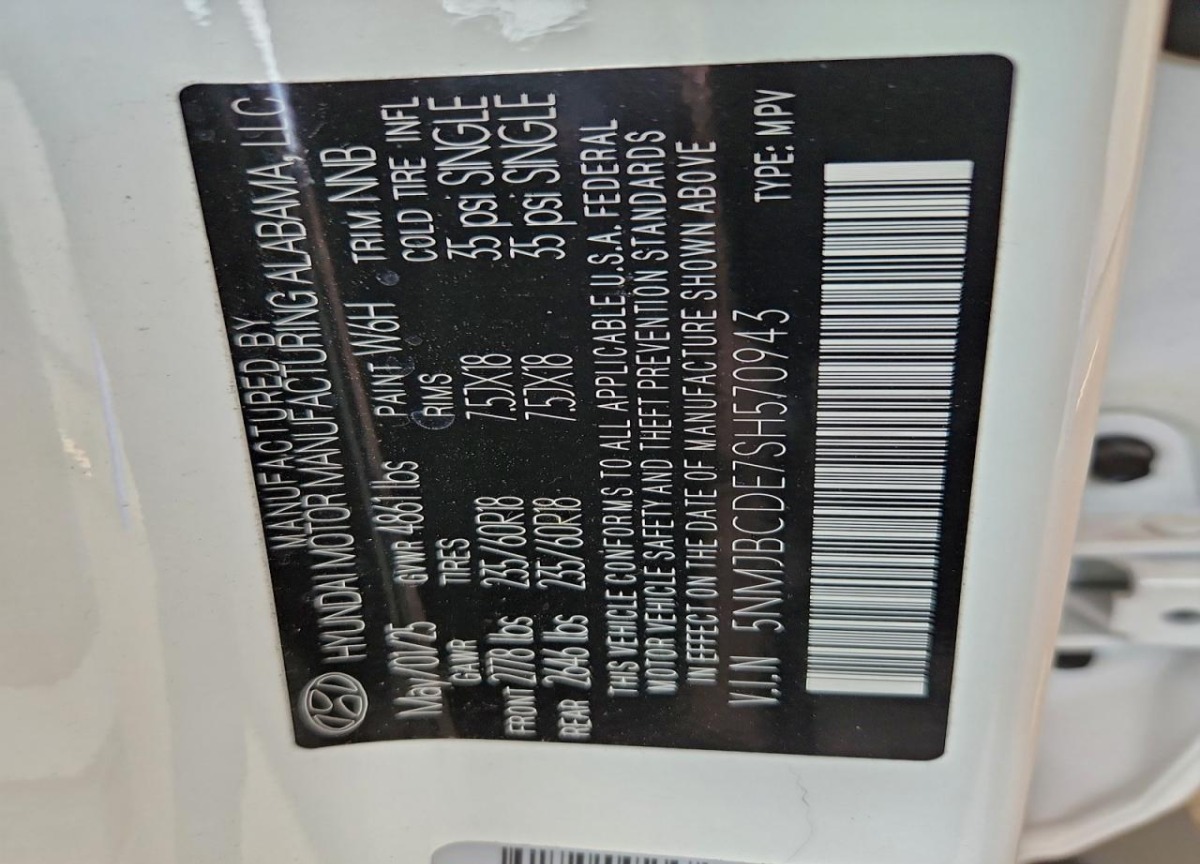 MANUFACTURED BY
HYUNDAI MOTOR MANUFACTURING ALABAMA, LLC
May/01/25 GVWR 4861 lbs PAINT W6H TRIM NNB
GAWR TIRES RIMS COLD TIRE INFL
FRONT 2778 lbs 235/60R18 7.5JX18 35 psi SINGLE
REAR 2646 lbs 235/60R18 7.5JX18 35 psi SINGLE
THIS VEHICLE CONFORMS TO ALL APPLICABLE U.S.A. FEDERAL
MOTOR VEHICLE SAFETY AND THEFT PREVENTION STANDARDS
IN EFFECT ON THE DATE OF MANUFACTURE SHOWN ABOVE
V.I.N 5NMJBCDE7SH570943 TYPE: MPV